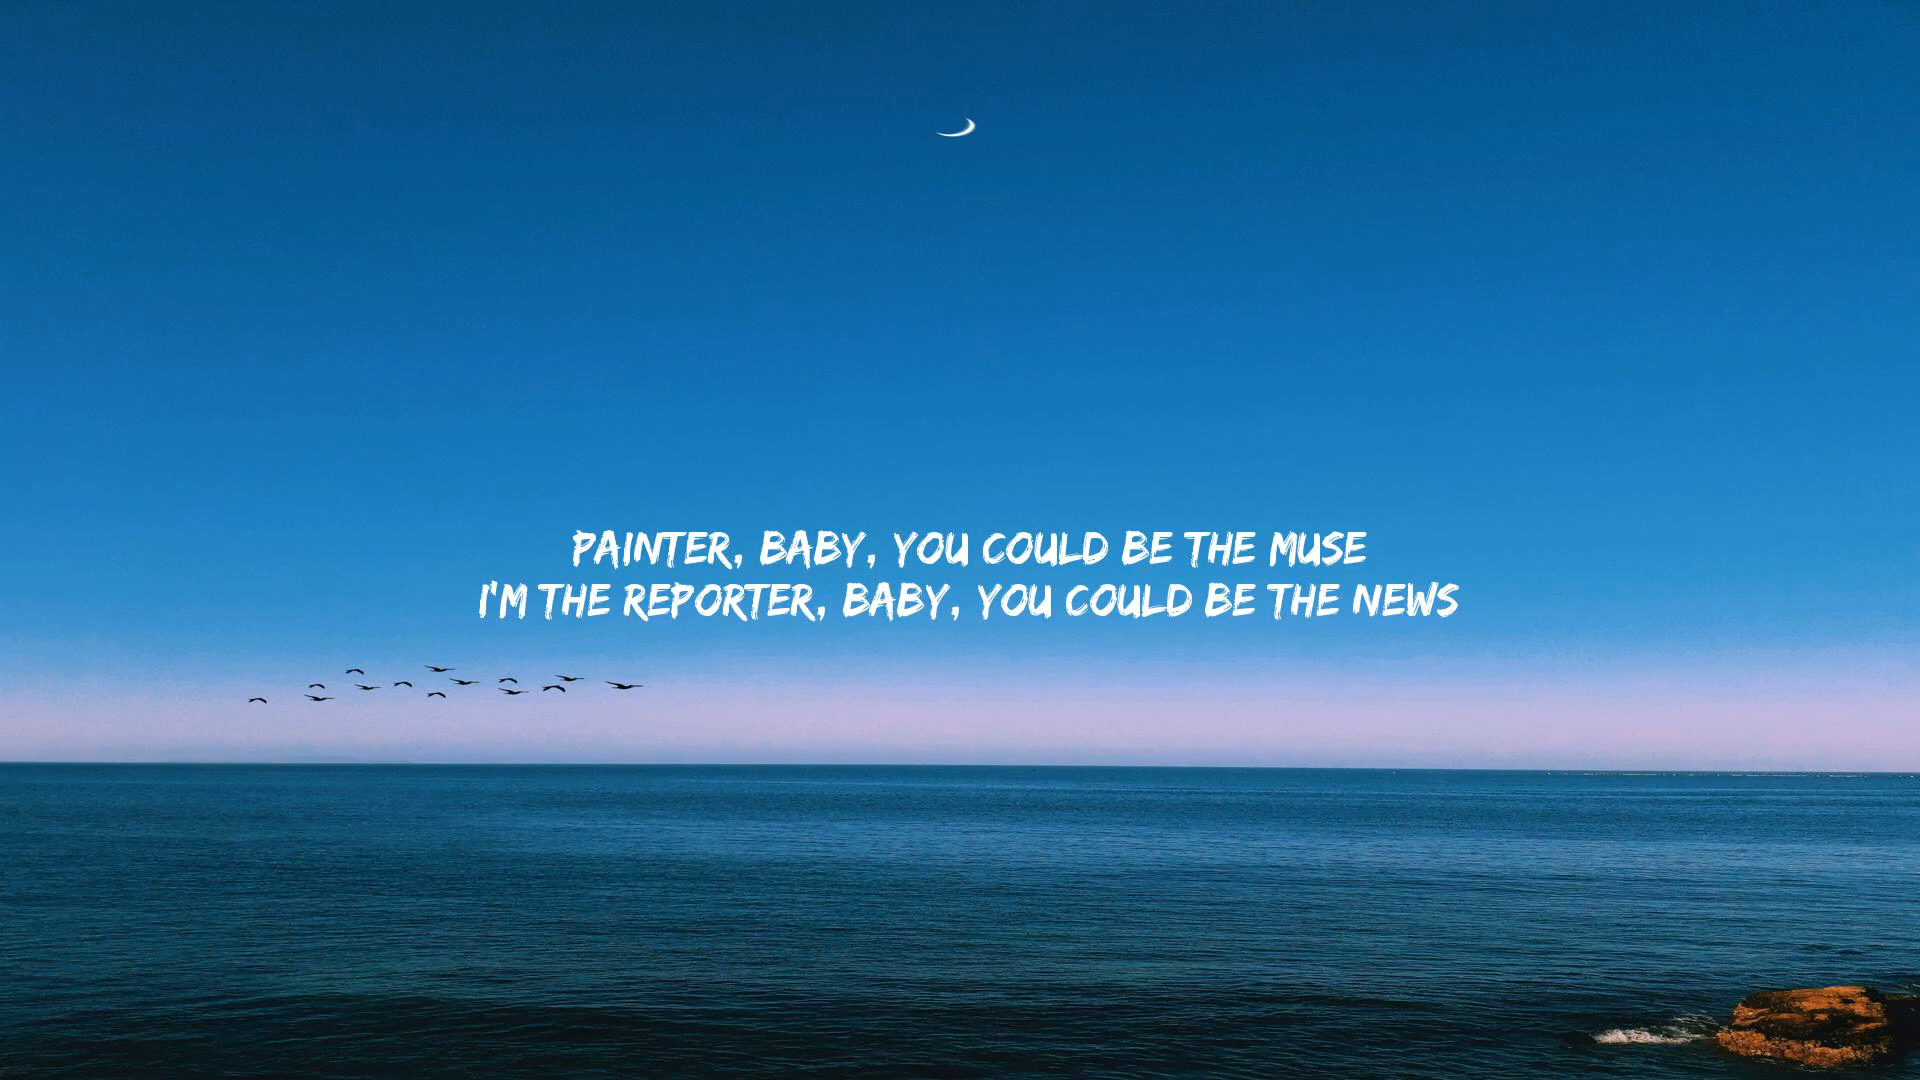 PAINTER, BABY, YOU COULD BE THE MUSE
I'M THE REPORTER, BABY, YOU COULD BE THE NEWS